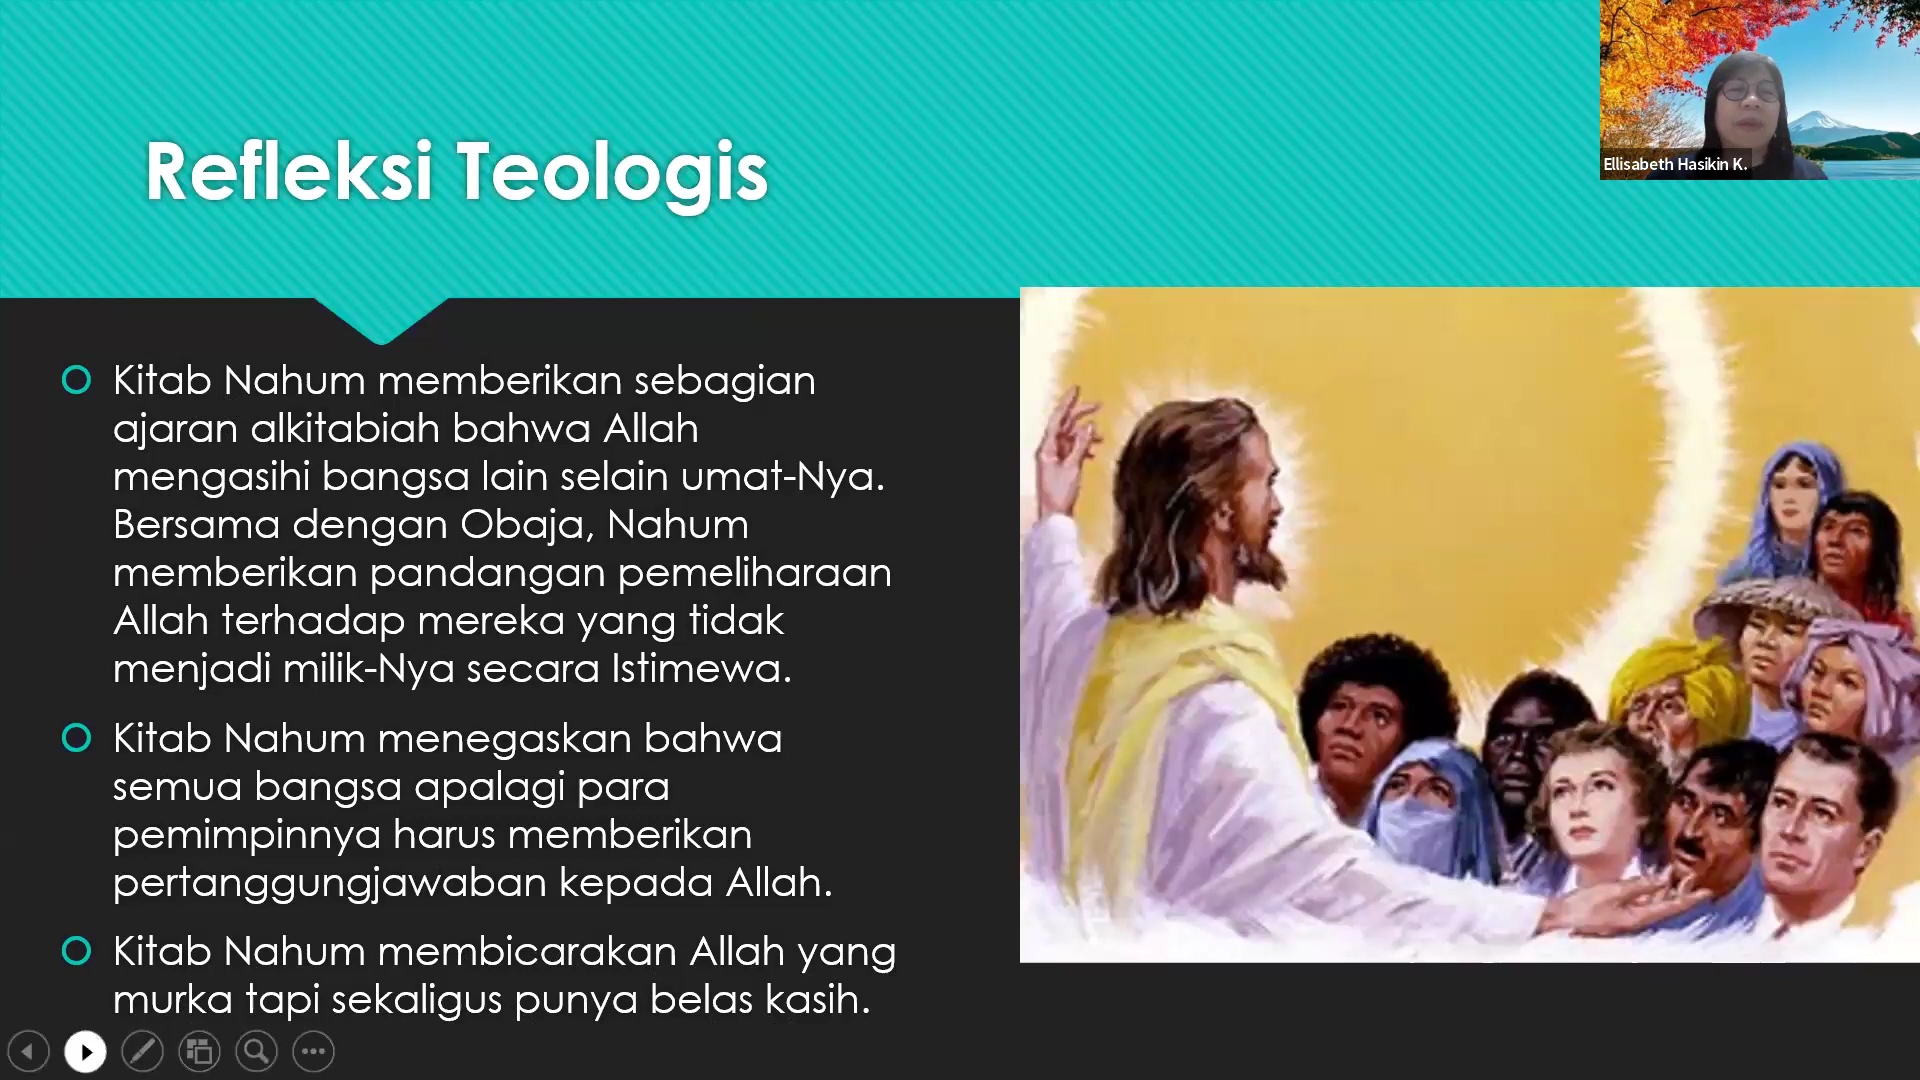 Refleksi Teologis
Ellisabeth Hasikin K.
Kitab Nahum memberikan sebagian
ajaran alkitabiah bahwa Allah
mengasihi bangsa lain selain umat-Nya.
Bersama dengan Obaja, Nahum
memberikan pandangan pemeliharaan
Allah terhadap mereka yang tidak
menjadi milik-Nya secara Istimewa.
Kitab Nahum menegaskan bahwa
semua bangsa apalagi para
pemimpinnya harus memberikan
pertanggungjawaban kepada Allah.
Kitab Nahum membicarakan Allah yang
murka tapi sekaligus punya belas kasih.